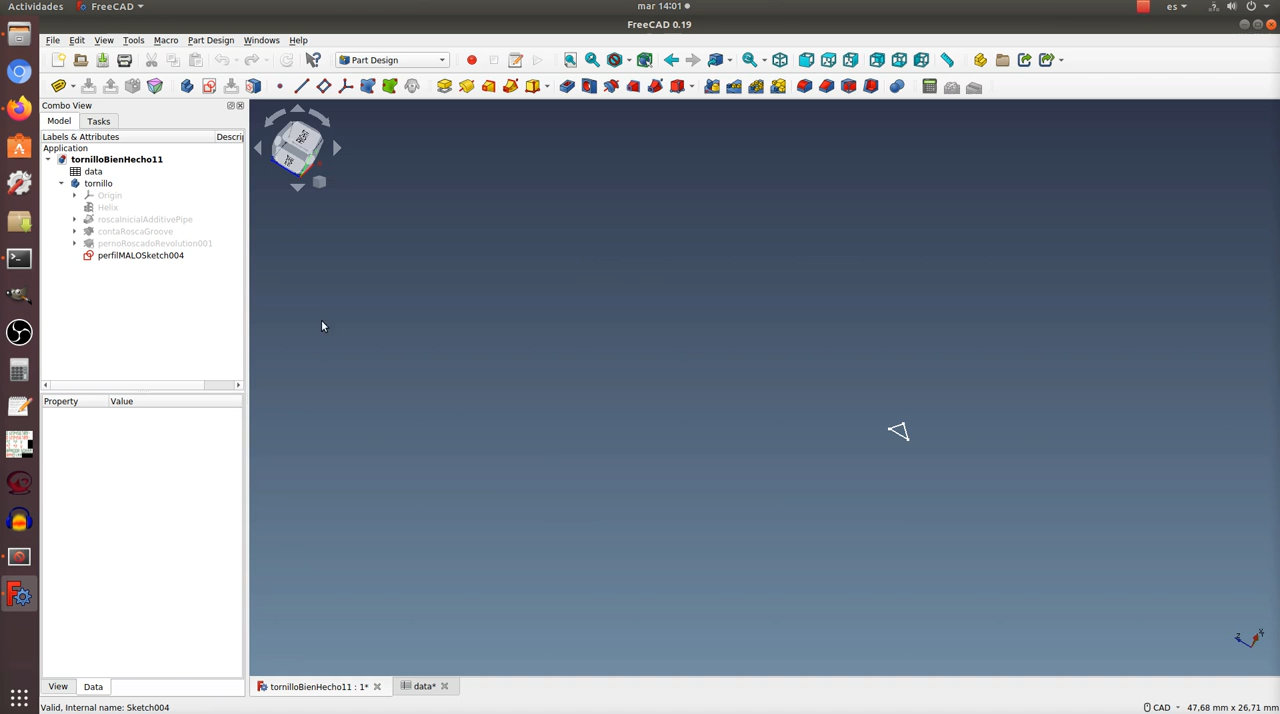 Actividades FreeCAD mar 14:01 es
FreeCAD 0.19
File Edit View Tools Macro Part Design Windows Help
Part Design
Combo View
Model Tasks
Labels & Attributes Descri
Application
tornilloBienHecho11
data
tornillo
Origin
Helix
roscaInicialAdditivePipe
contaRoscaGroove
pernoRoscadoRevolution001
perfilMALOSketch004
Property Value
View Data
tornilloBienHecho11 : 1* data*
Valid, Internal name: Sketch004 CAD 47,68 mm x 26,71 mm